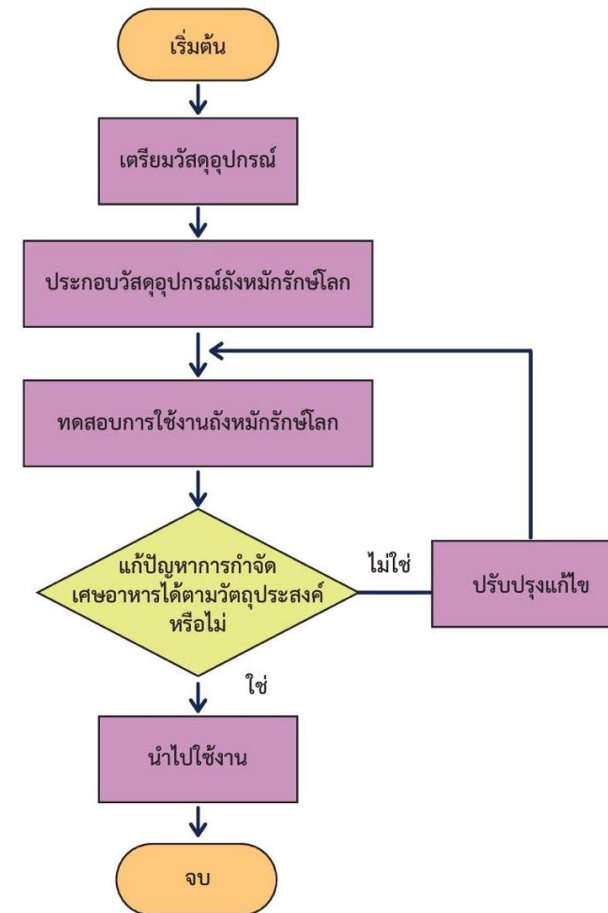 เริ่มต้น
เตรียมวัสดุอุปกรณ์
ประกอบวัสดุอุปกรณ์ถังหมักรักษ์โลก
ทดสอบการใช้งานถังหมักรักษ์โลก
แก้ปัญหาการกำจัด
เศษอาหารได้ตามวัตถุประสงค์
หรือไม่
ไม่ใช่
ปรับปรุงแก้ไข
ใช่
นำไปใช้งาน
จบ